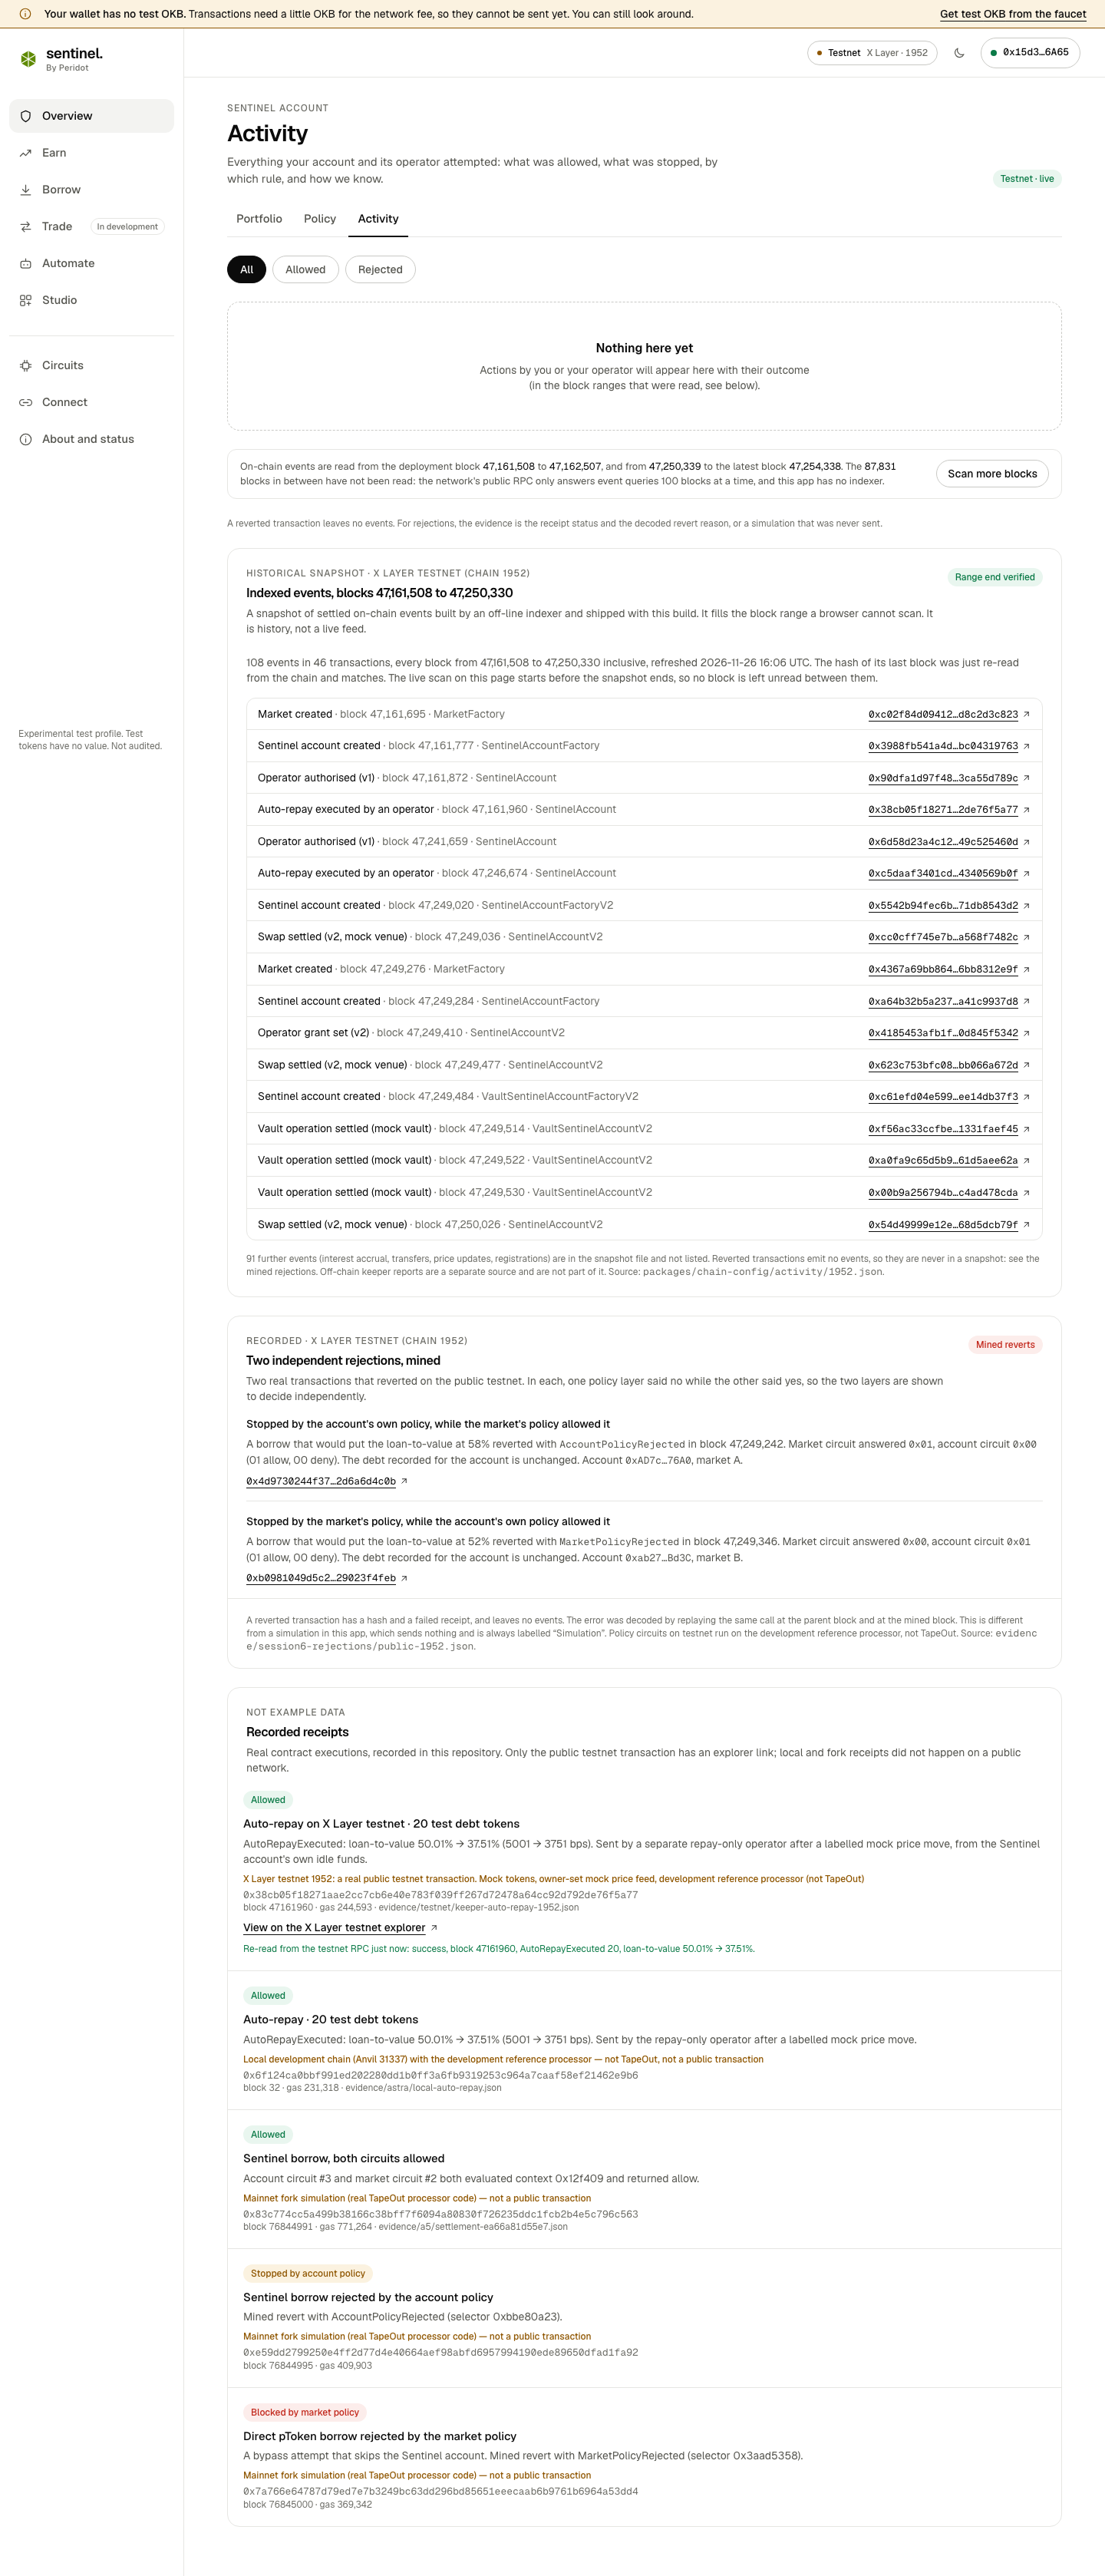 Your wallet has no test OKB. Transactions need a little OKB for the network fee, so they cannot be sent yet. You can still look around.
Get test OKB from the faucet
sentinel.
By Peridot
Testnet X Layer · 1952
0x15d3…6A65
Overview
Earn
Borrow
Trade
In development
Automate
Studio
Circuits
Connect
About and status
Experimental test profile. Test
tokens have no value. Not audited.
SENTINEL ACCOUNT
Activity
Everything your account and its operator attempted: what was allowed, what was stopped, by
which rule, and how we know.
Testnet · live
Portfolio
Policy
Activity
All
Allowed
Rejected
Nothing here yet
Actions by you or your operator will appear here with their outcome
(in the block ranges that were read, see below).
On-chain events are read from the deployment block 47,161,508 to 47,162,507, and from 47,250,339 to the latest block 47,254,338. The 87,831
blocks in between have not been read: the network's public RPC only answers event queries 100 blocks at a time, and this app has no indexer.
Scan more blocks
A reverted transaction leaves no events. For rejections, the evidence is the receipt status and the decoded revert reason, or a simulation that was never sent.
HISTORICAL SNAPSHOT · X LAYER TESTNET (CHAIN 1952)
Range end verified
Indexed events, blocks 47,161,508 to 47,250,330
A snapshot of settled on-chain events built by an off-line indexer and shipped with this build. It fills the block range a browser cannot scan. It
is history, not a live feed.
108 events in 46 transactions, every block from 47,161,508 to 47,250,330 inclusive, refreshed 2026-11-26 16:06 UTC. The hash of its last block was just re-read
from the chain and matches. The live scan on this page starts before the snapshot ends, so no block is left unread between them.
Market created · block 47,161,695 · MarketFactory 0xc02f84d09412…d8c2d3c823
Sentinel account created · block 47,161,777 · SentinelAccountFactory 0x3988fb541a4d…bc04319763
Operator authorised (v1) · block 47,161,872 · SentinelAccount 0x90dfa1d97f48…3ca55d789c
Auto-repay executed by an operator · block 47,161,960 · SentinelAccount 0x38cb05f18271…2de76f5a77
Operator authorised (v1) · block 47,241,659 · SentinelAccount 0x6d58d23a4c12…49c525460d
Auto-repay executed by an operator · block 47,246,674 · SentinelAccount 0xc5daaf3401cd…4340569b0f
Sentinel account created · block 47,249,020 · SentinelAccountFactoryV2 0x5542b94fec6b…71db8543d2
Swap settled (v2, mock venue) · block 47,249,036 · SentinelAccountV2 0xcc0cff745e7b…a568f7482c
Market created · block 47,249,276 · MarketFactory 0x4367a69bb864…6bb8312e9f
Sentinel account created · block 47,249,284 · SentinelAccountFactory 0xa64b32b5a237…a41c9937d8
Operator grant set (v2) · block 47,249,410 · SentinelAccountV2 0x4185453afb1f…0d845f5342
Swap settled (v2, mock venue) · block 47,249,477 · SentinelAccountV2 0x623c753bfc08…bb066a672d
Sentinel account created · block 47,249,484 · VaultSentinelAccountFactoryV2 0xc61efd04e599…ee14db37f3
Vault operation settled (mock vault) · block 47,249,514 · VaultSentinelAccountV2 0xf56ac33ccfbe…1331faef45
Vault operation settled (mock vault) · block 47,249,522 · VaultSentinelAccountV2 0xa0fa9c65d5b9…61d5aee62a
Vault operation settled (mock vault) · block 47,249,530 · VaultSentinelAccountV2 0x00b9a256794b…c4ad478cda
Swap settled (v2, mock venue) · block 47,250,026 · SentinelAccountV2 0x54d49999e12e…68d5dcb79f
91 further events (interest accrual, transfers, price updates, registrations) are in the snapshot file and not listed. Reverted transactions emit no events, so they are never in a snapshot: see the
mined rejections. Off-chain keeper reports are a separate source and are not part of it. Source: packages/chain-config/activity/1952.json.
RECORDED · X LAYER TESTNET (CHAIN 1952)
Mined reverts
Two independent rejections, mined
Two real transactions that reverted on the public testnet. In each, one policy layer said no while the other said yes, so the two layers are shown
to decide independently.
Stopped by the account's own policy, while the market's policy allowed it
A borrow that would put the loan-to-value at 58% reverted with AccountPolicyRejected in block 47,249,242. Market circuit answered 0x01, account circuit 0x00
(01 allow, 00 deny). The debt recorded for the account is unchanged. Account 0xAD7c…76A0, market A.
0x4d9730244f37…2d6a6d4c0b
Stopped by the market's policy, while the account's own policy allowed it
A borrow that would put the loan-to-value at 52% reverted with MarketPolicyRejected in block 47,249,346. Market circuit answered 0x00, account circuit 0x01
(01 allow, 00 deny). The debt recorded for the account is unchanged. Account 0xab27…Bd3C, market B.
0xb0981049d5c2…29023f4feb
A reverted transaction has a hash and a failed receipt, and leaves no events. The error was decoded by replaying the same call at the parent block and at the mined block. This is different
from a simulation in this app, which sends nothing and is always labelled “Simulation”. Policy circuits on testnet run on the development reference processor, not TapeOut. Source: evidenc
e/session6-rejections/public-1952.json.
NOT EXAMPLE DATA
Recorded receipts
Real contract executions, recorded in this repository. Only the public testnet transaction has an explorer link; local and fork receipts did not happen on a public
network.
Allowed
Auto-repay on X Layer testnet · 20 test debt tokens
AutoRepayExecuted: loan-to-value 50.01% → 37.51% (5001 → 3751 bps). Sent by a separate repay-only operator after a labelled mock price move, from the Sentinel
account's own idle funds.
X Layer testnet 1952: a real public testnet transaction. Mock tokens, owner-set mock price feed, development reference processor (not TapeOut)
0x38cb05f18271aae2cc7cb6e40e783f039ff267d72478a64cc92d792de76f5a77
block 47161960 · gas 244,593 · evidence/testnet/keeper-auto-repay-1952.json
View on the X Layer testnet explorer
Re-read from the testnet RPC just now: success, block 47161960, AutoRepayExecuted 20, loan-to-value 50.01% → 37.51%.
Allowed
Auto-repay · 20 test debt tokens
AutoRepayExecuted: loan-to-value 50.01% → 37.51% (5001 → 3751 bps). Sent by the repay-only operator after a labelled mock price move.
Local development chain (Anvil 31337) with the development reference processor — not TapeOut, not a public transaction
0x6f124ca0bbf991ed202280dd1b0ff3a6fb9319253c964a7caaf58ef21462e9b6
block 32 · gas 231,318 · evidence/astra/local-auto-repay.json
Allowed
Sentinel borrow, both circuits allowed
Account circuit #3 and market circuit #2 both evaluated context 0x12f409 and returned allow.
Mainnet fork simulation (real TapeOut processor code) — not a public transaction
0x83c774cc5a499b38166c38bff7f6094a80830f726235ddc1fcb2b4e5c796c563
block 76844991 · gas 771,264 · evidence/a5/settlement-ea66a81d55e7.json
Stopped by account policy
Sentinel borrow rejected by the account policy
Mined revert with AccountPolicyRejected (selector 0xbbe80a23).
Mainnet fork simulation (real TapeOut processor code) — not a public transaction
0xe59dd2799250e4ff2d77d4e40664aef98abfd6957994190ede89650dfad1fa92
block 76844995 · gas 409,903
Blocked by market policy
Direct pToken borrow rejected by the market policy
A bypass attempt that skips the Sentinel account. Mined revert with MarketPolicyRejected (selector 0x3aad5358).
Mainnet fork simulation (real TapeOut processor code) — not a public transaction
0x7a766e64787d79ed7e7b3249bc63dd296bd85651eeecaab6b9761b6964a53dd4
block 76845000 · gas 369,342